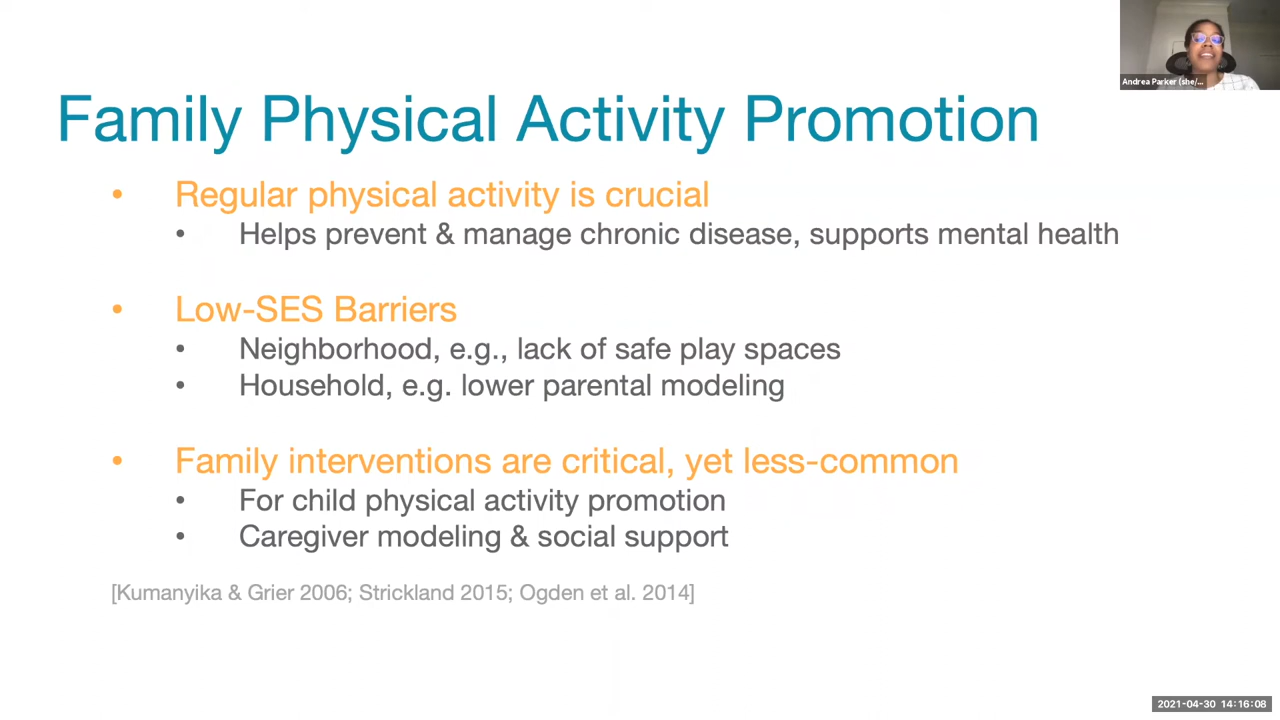 Andrea Parker (she/...
Family Physical Activity Promotion
• Regular physical activity is crucial
• Helps prevent & manage chronic disease, supports mental health
• Low-SES Barriers
• Neighborhood, e.g., lack of safe play spaces
• Household, e.g. lower parental modeling
• Family interventions are critical, yet less-common
• For child physical activity promotion
• Caregiver modeling & social support
[Kumanyika & Grier 2006; Strickland 2015; Ogden et al. 2014]
2021-04-30 14:16:08